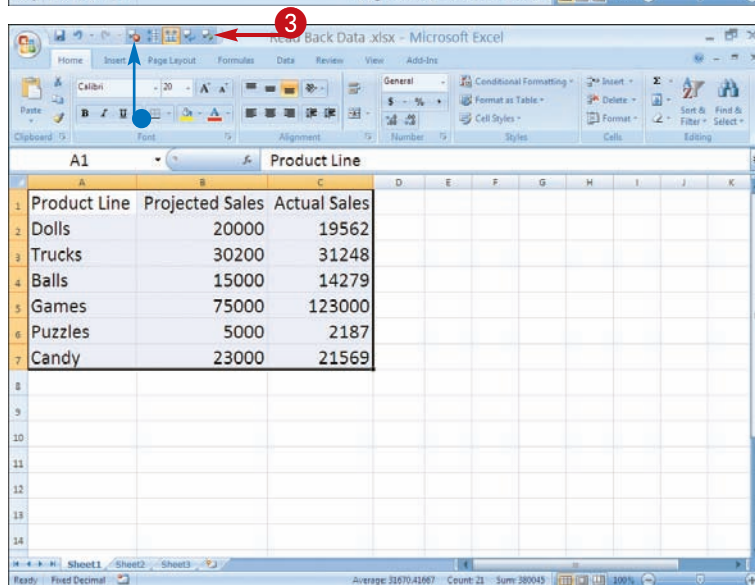 3
Read Back Data .xlsx - Microsoft Excel
Home Insert Page Layout Formulas Data Review View Add-Ins
Paste
Calibri 20 A A
B I U A
General
$ % ,
Conditional Formatting
Format as Table
Cell Styles
Insert
Delete
Format
Σ
Sort & Filter
Find & Select
Clipboard Font Alignment Number Styles Cells Editing
A1 fx Product Line
A B C D E F G H I J K
1 Product Line Projected Sales Actual Sales
2 Dolls 20000 19562
3 Trucks 30200 31248
4 Balls 15000 14279
5 Games 75000 123000
6 Puzzles 5000 2187
7 Candy 23000 21569
8
9
10
11
12
13
14
Sheet1 Sheet2 Sheet3
Ready Fixed Decimal Average: 31670.41667 Count: 21 Sum: 380045 100%